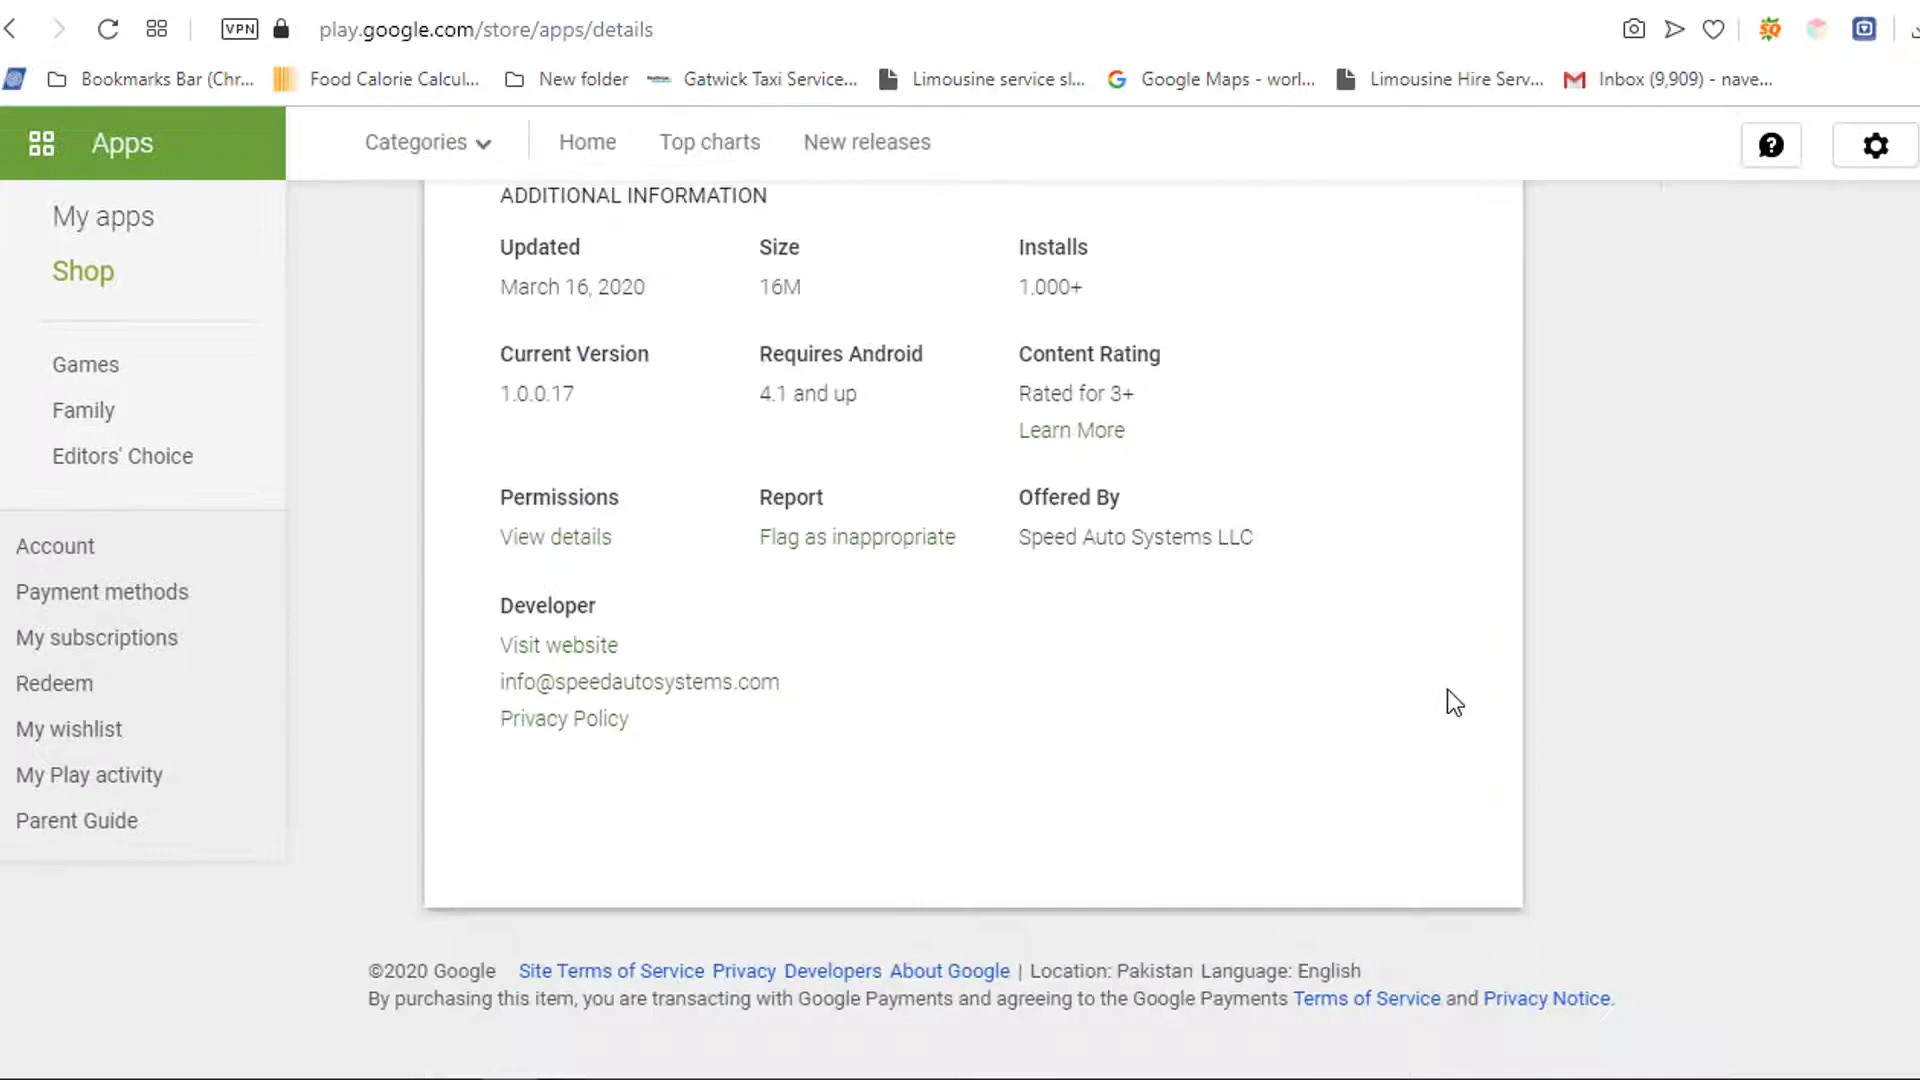 VPN play.google.com/store/apps/details
Bookmarks Bar (Chr... Food Calorie Calcul... New folder Gatwick Taxi Service... Limousine service sl... Google Maps - worl... Limousine Hire Serv... Inbox (9,909) - nave...
Apps Categories Home Top charts New releases
My apps
Shop
Games
Family
Editors' Choice
Account
Payment methods
My subscriptions
Redeem
My wishlist
My Play activity
Parent Guide
ADDITIONAL INFORMATION
Updated Size Installs
March 16, 2020 16M 1,000+
Current Version Requires Android Content Rating
1.0.0.17 4.1 and up Rated for 3+
Learn More
Permissions Report Offered By
View details Flag as inappropriate Speed Auto Systems LLC
Developer
Visit website
info@speedautosystems.com
Privacy Policy
©2020 Google Site Terms of Service Privacy Developers About Google | Location: Pakistan Language: English
By purchasing this item, you are transacting with Google Payments and agreeing to the Google Payments Terms of Service and Privacy Notice.